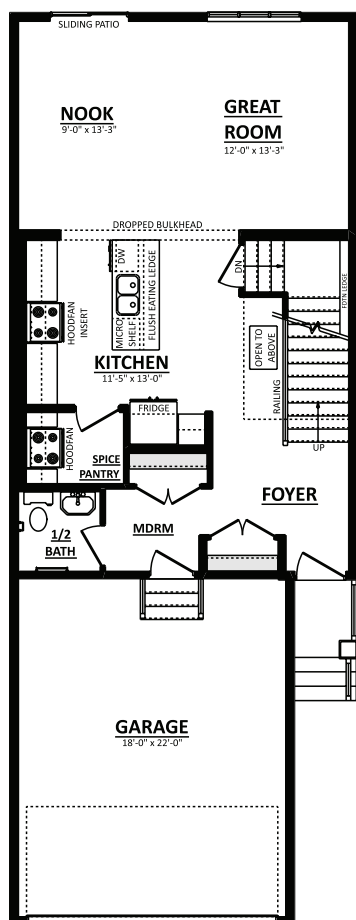 SLIDING PATIO
NOOK
9'-0" x 13'-3"
GREAT
ROOM
12'-0" x 13'-3"
DROPPED BULKHEAD
DW
MICRO
SHELF
FLUSH EATING LEDGE
DN
FDTN LEDGE
HOODFAN
INSERT
OPEN TO
ABOVE
KITCHEN
11'-5" x 13'-0"
RAILING
FRIDGE
UP
HOODFAN
SPICE
PANTRY
FOYER
1/2
BATH
MDRM
GARAGE
18'-0" x 22'-0"